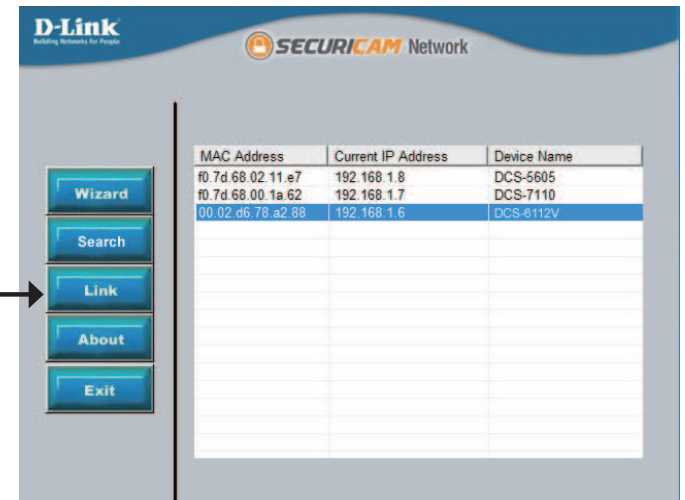 D-Link
Building Networks for People
SECURICAM Network
MAC Address Current IP Address Device Name
f0.7d.68.02.11.e7 192.168.1.8 DCS-5605
f0.7d.68.00.1a.62 192.168.1.7 DCS-7110
00.02.d6.78.a2.88 192.168.1.6 DCS-6112V
Wizard
Search
Link
About
Exit